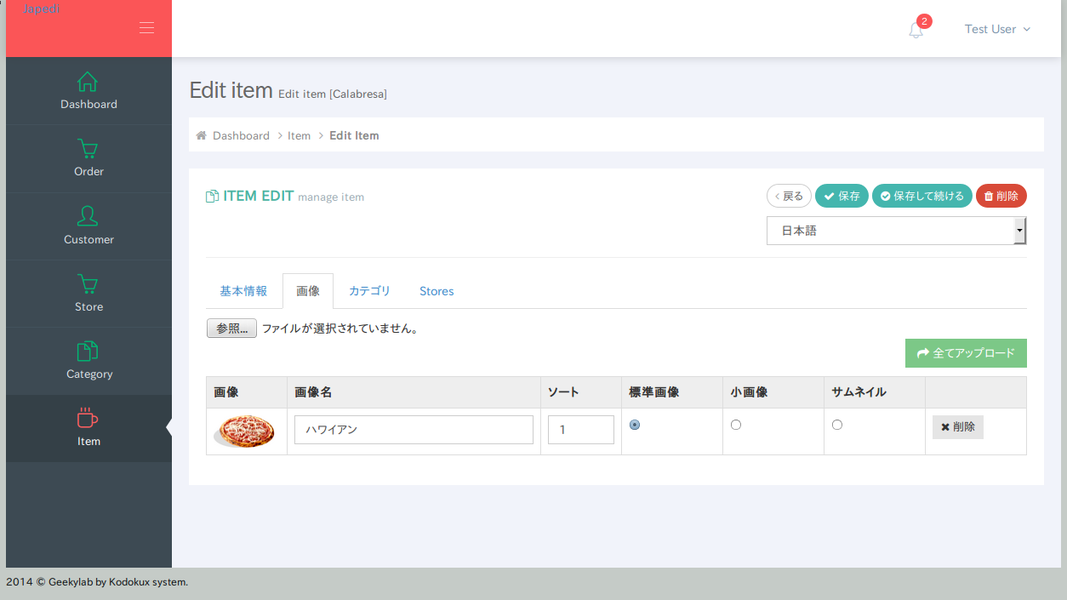 Japedi
2
Test User
Dashboard
Order
Customer
Store
Category
Item
Edit item Edit item [Calabresa]
Dashboard Item Edit Item
ITEM EDIT manage item
戻る 保存 保存して続ける 削除
日本語
基本情報 画像 カテゴリ Stores
参照... ファイルが選択されていません。
全てアップロード
画像 画像名 ソート 標準画像 小画像 サムネイル
ハワイアン 1 削除
2014 © Geekylab by Kodokux system.